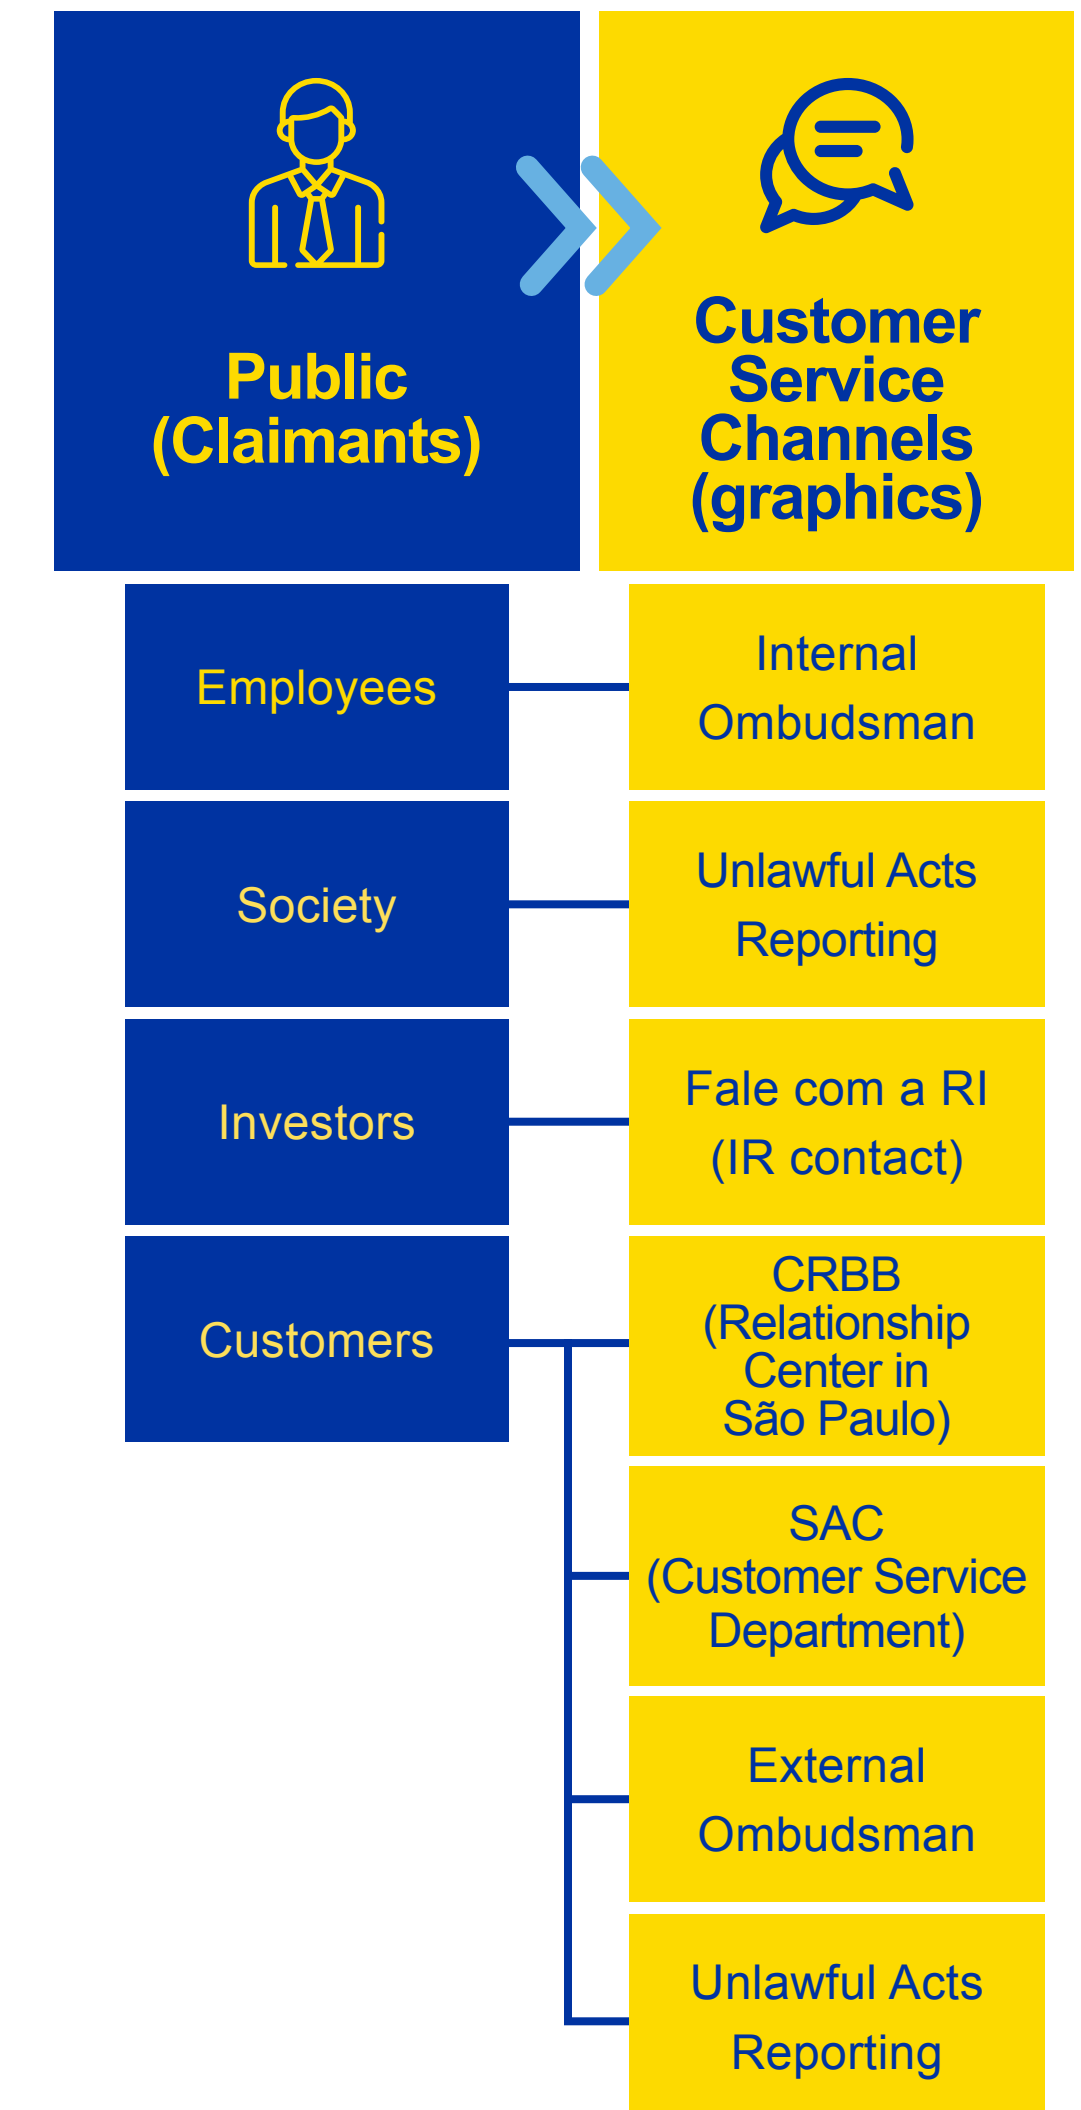 Public
(Claimants)
Customer
Service
Channels
(graphics)
Employees
Internal
Ombudsman
Society
Unlawful Acts
Reporting
Investors
Fale com a RI
(IR contact)
Customers
CRBB
(Relationship
Center in
São Paulo)
SAC
(Customer Service
Department)
External
Ombudsman
Unlawful Acts
Reporting